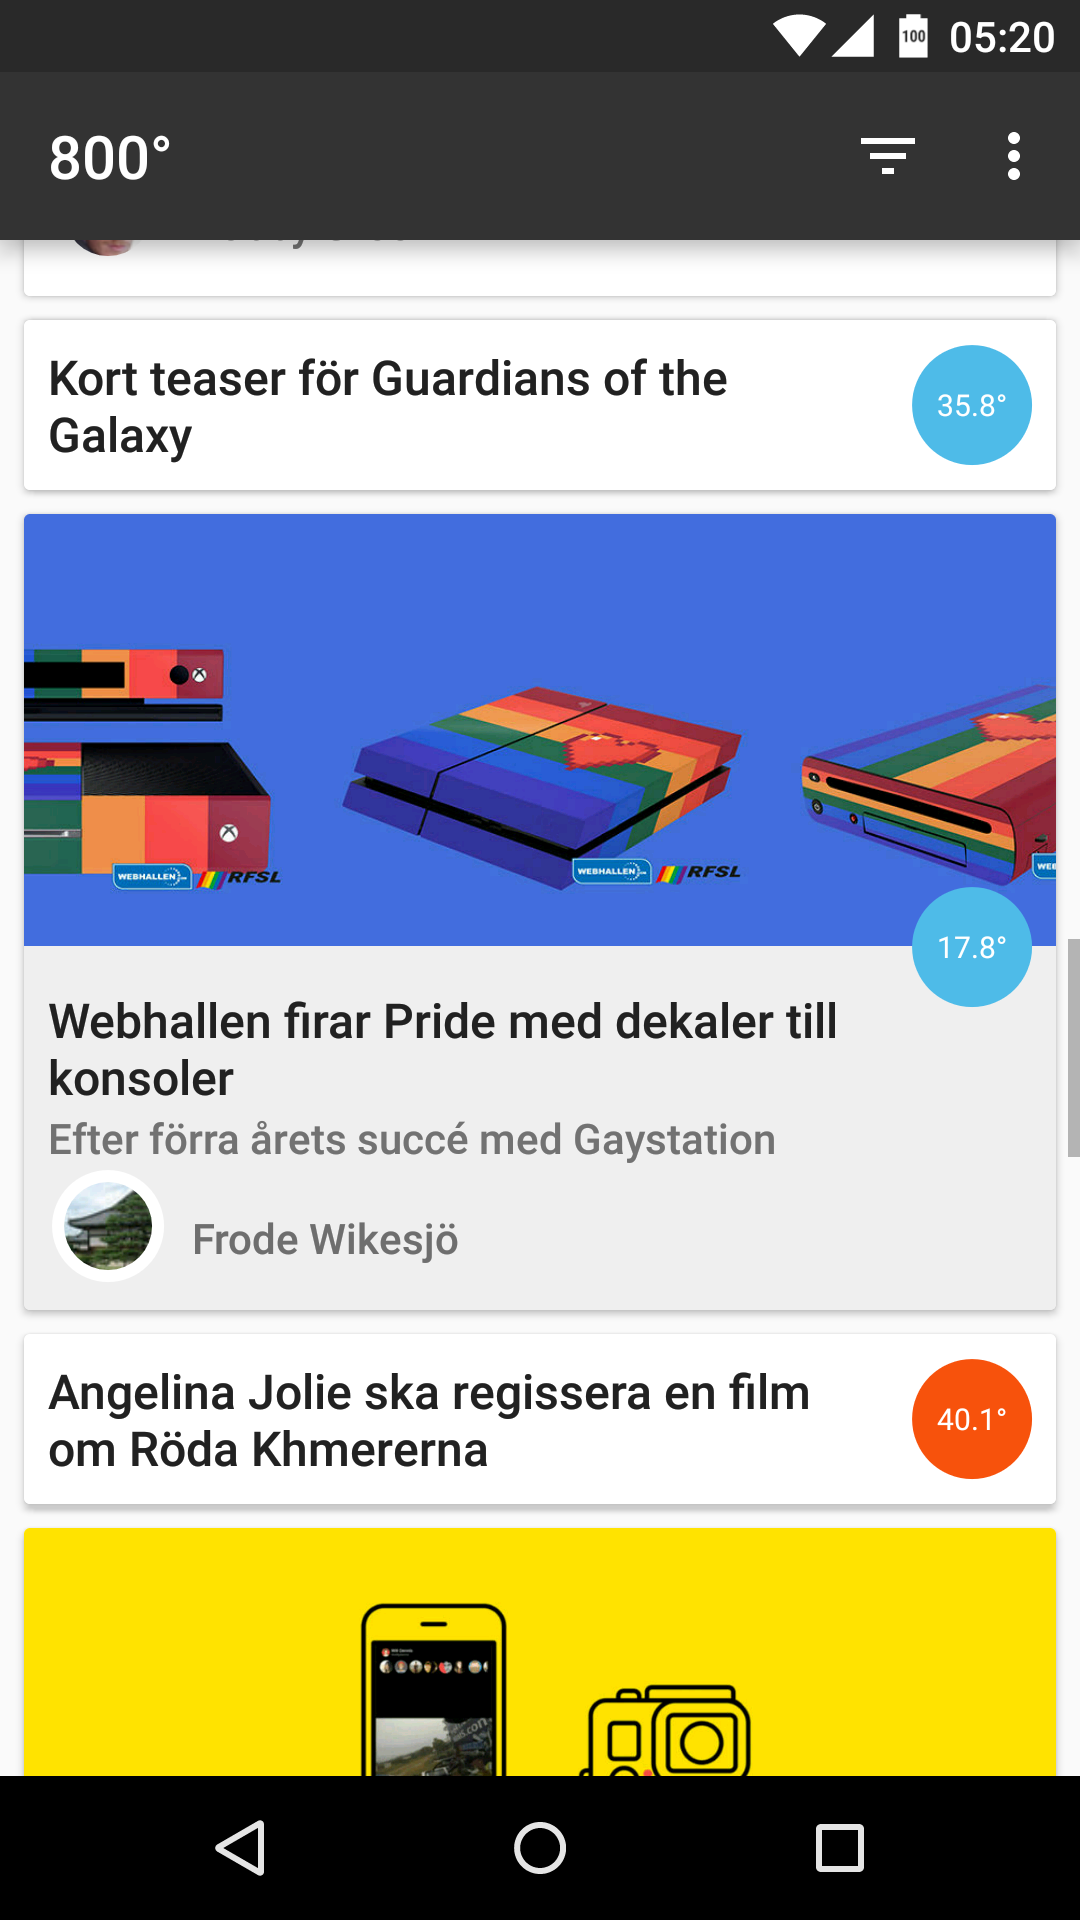 100 05:20
800°
Kort teaser för Guardians of the
Galaxy
35.8°
WEBHALLEN RFSL
WEBHALLEN RFSL
17.8°
Webhallen firar Pride med dekaler till
konsoler
Efter förra årets succé med Gaystation
Frode Wikesjö
Angelina Jolie ska regissera en film
om Röda Khmererna
40.1°